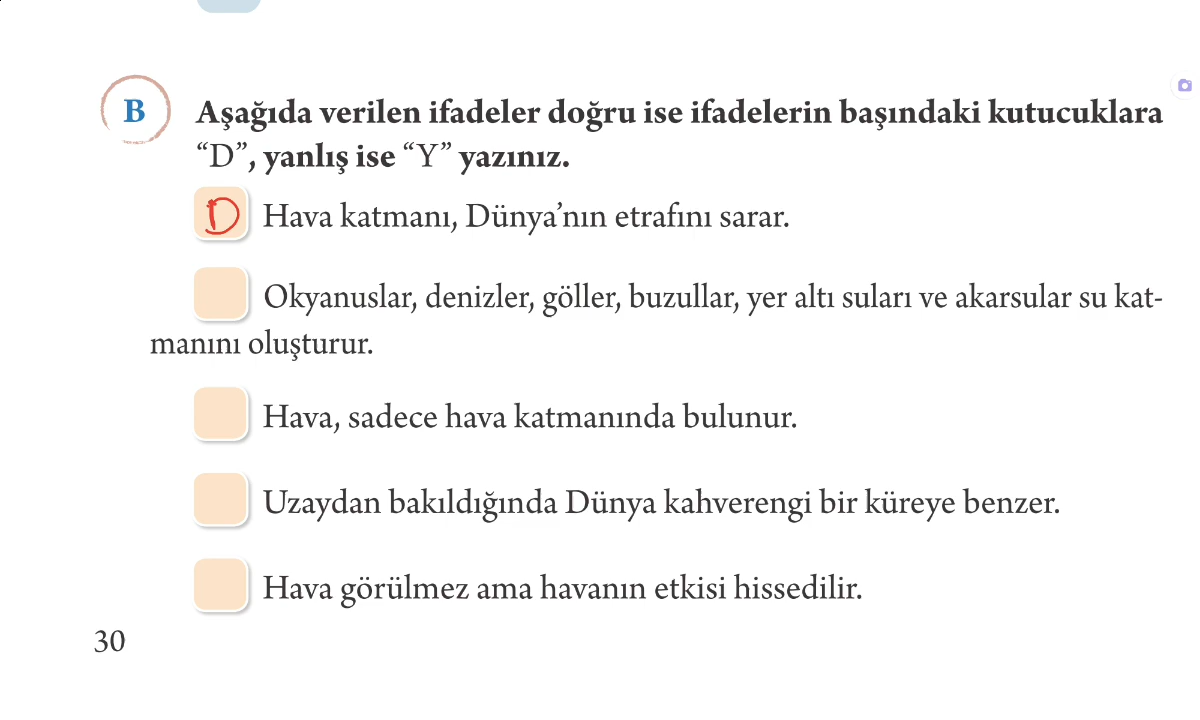 B Aşağıda verilen ifadeler doğru ise ifadelerin başındaki kutucuklara
“D”, yanlış ise “Y” yazınız.
D Hava katmanı, Dünya’nın etrafını sarar.
Okyanuslar, denizler, göller, buzullar, yer altı suları ve akarsular su kat-
manını oluşturur.
Hava, sadece hava katmanında bulunur.
Uzaydan bakıldığında Dünya kahverengi bir küreye benzer.
Hava görülmez ama havanın etkisi hissedilir.
30